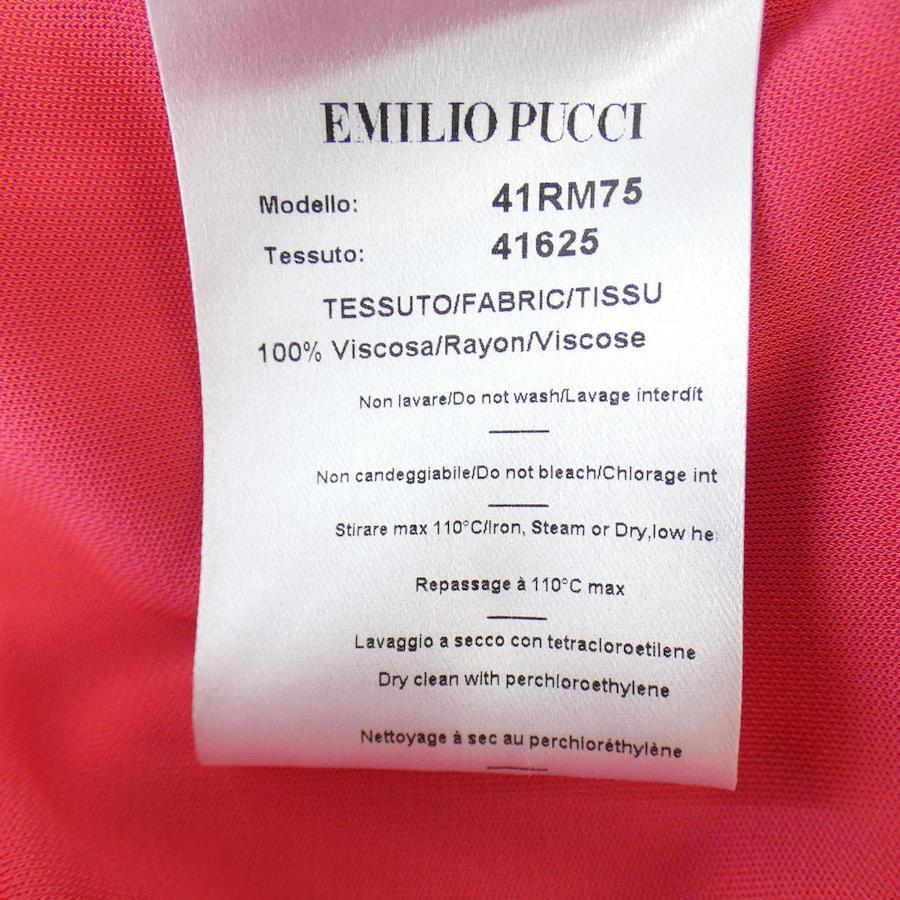 EMILIO PUCCI
Modello: 41RM75
Tessuto: 41625
TESSUTO/FABRIC/TISSU
100% Viscosa/Rayon/Viscose
Non lavare/Do not wash/Lavage interdit
Non candeggiabile/Do not bleach/Chlorage int
Stirare max 110°C/Iron, Steam or Dry,low he
Repassage à 110°C max
Lavaggio a secco con tetracloroetilene
Dry clean with perchloroethylene
Nettoyage à sec au perchloréthylène